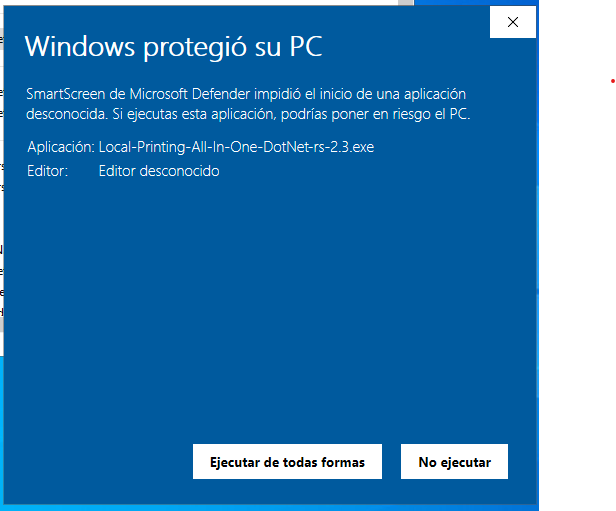 Windows protegió su PC
SmartScreen de Microsoft Defender impidió el inicio de una aplicación
desconocida. Si ejecutas esta aplicación, podrías poner en riesgo el PC.
Aplicación: Local-Printing-All-In-One-DotNet-rs-2.3.exe
Editor: Editor desconocido
Ejecutar de todas formas No ejecutar